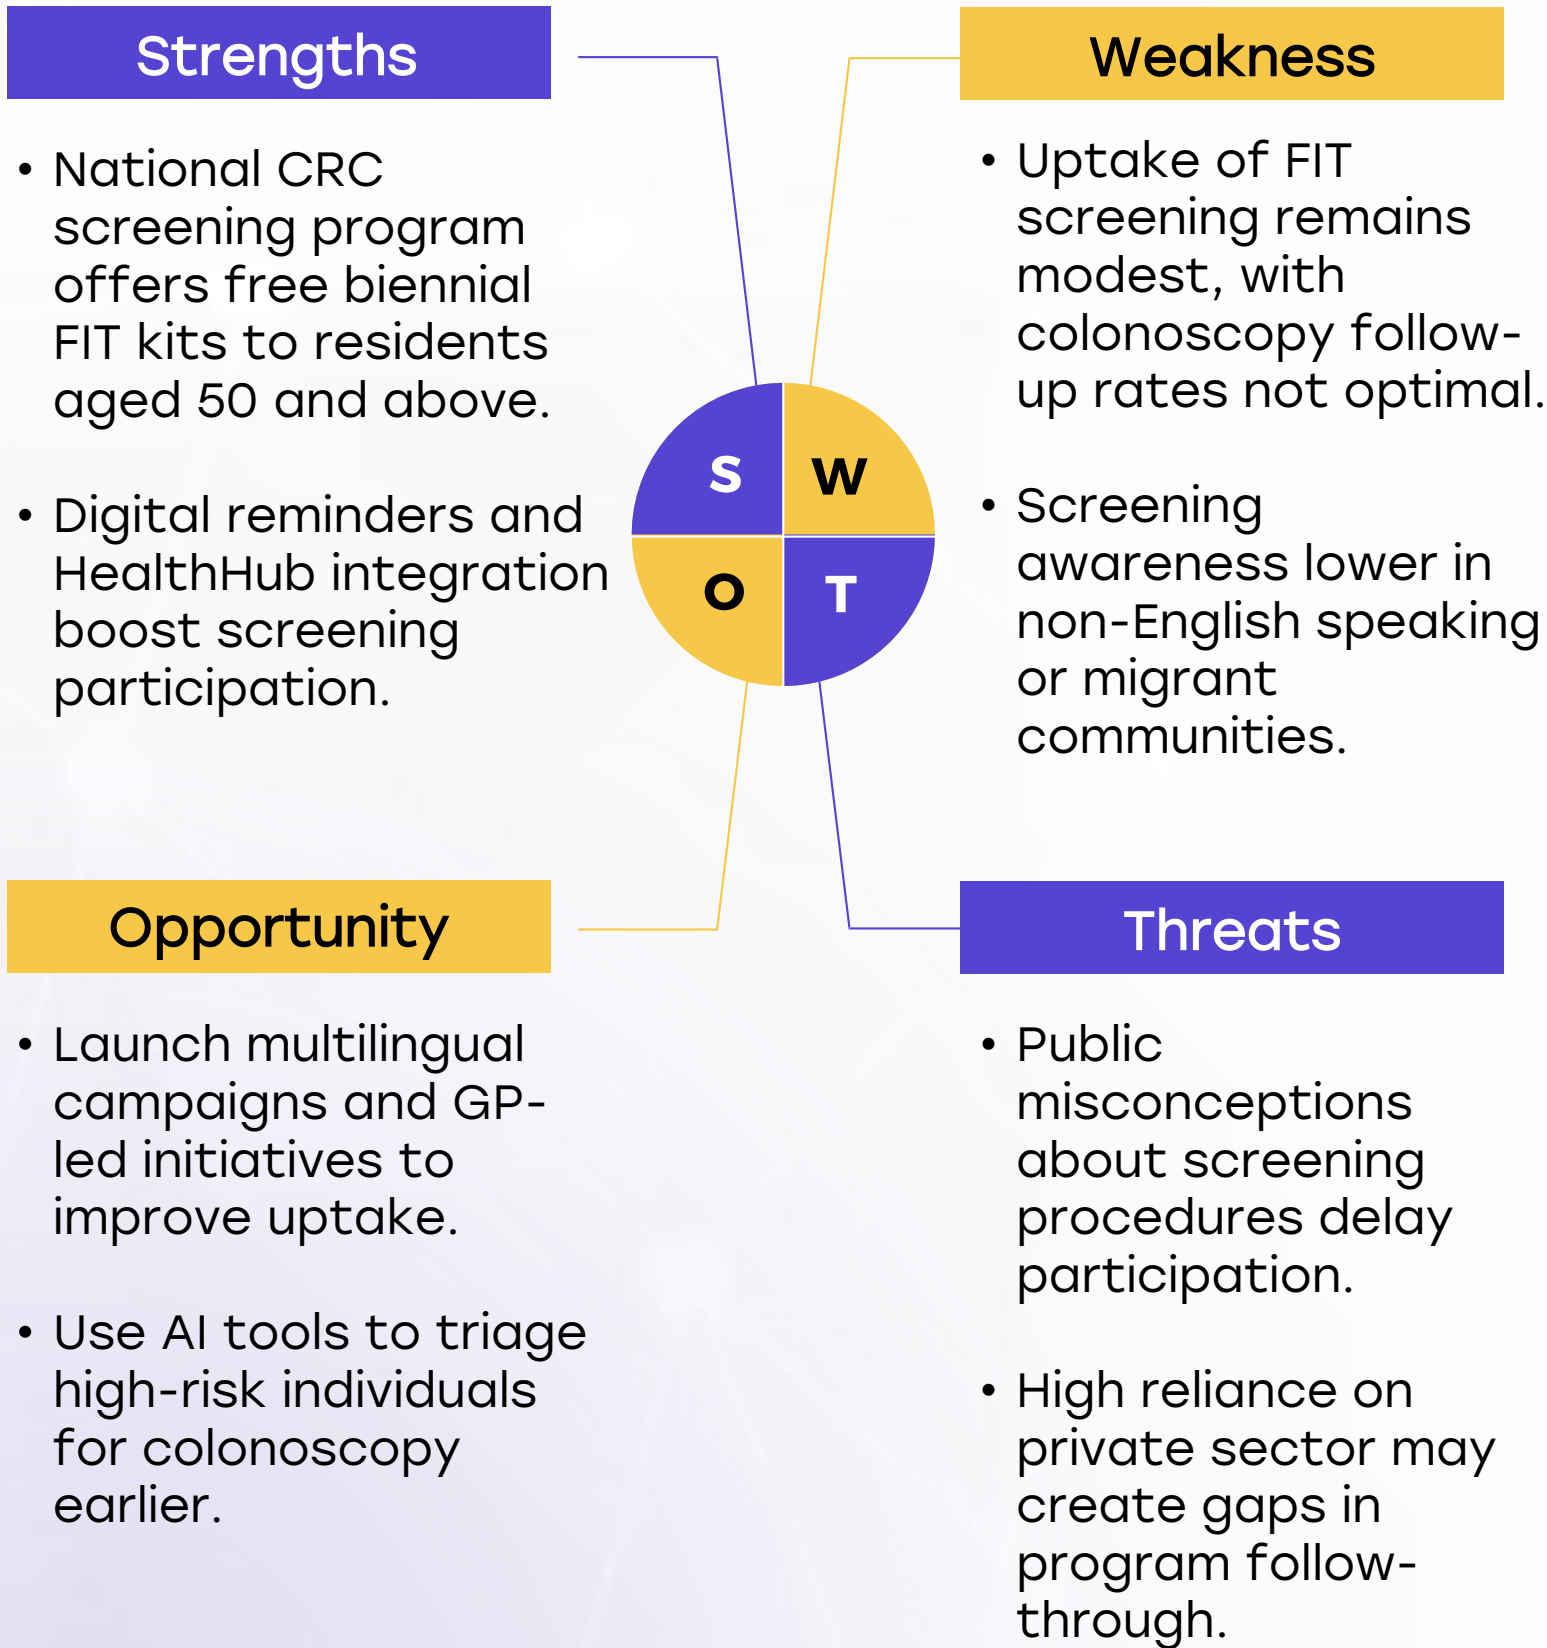 Strengths
• National CRC
screening program
offers free biennial
FIT kits to residents
aged 50 and above.
• Digital reminders and
HealthHub integration
boost screening
participation.
Weakness
• Uptake of FIT
screening remains
modest, with
colonoscopy follow-
up rates not optimal.
• Screening
awareness lower in
non-English speaking
or migrant
communities.
S
W
O
T
Opportunity
• Launch multilingual
campaigns and GP-
led initiatives to
improve uptake.
• Use AI tools to triage
high-risk individuals
for colonoscopy
earlier.
Threats
• Public
misconceptions
about screening
procedures delay
participation.
• High reliance on
private sector may
create gaps in
program follow-
through.